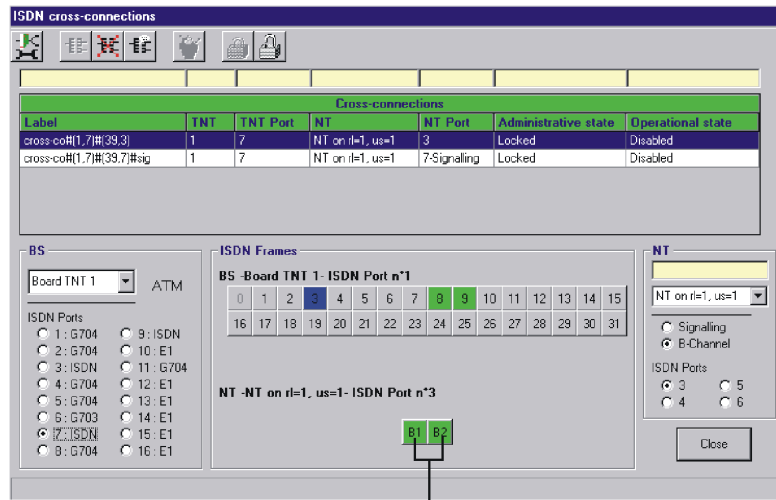 ISDN cross-connections
Cross-connections
Label TNT TNT Port NT NT Port Administrative state Operational state
cross-co#(1,7)#(39,3) 1 7 NT on rl=1, us=1 3 Locked Disabled
cross-co#(1,7)#(39,7)#sig 1 7 NT on rl=1, us=1 7-Signalling Locked Disabled
BS
Board TNT 1 ATM
ISDN Ports
1 : G704 9 : ISDN
2 : G704 10 : E1
3 : ISDN 11 : G704
4 : G704 12 : E1
5 : G704 13 : E1
6 : G703 14 : E1
7 : ISDN 15 : E1
8 : G704 16 : E1
ISDN Frames
BS -Board TNT 1- ISDN Port n°1
0 1 2 3 4 5 6 7 8 9 10 11 12 13 14 15
16 17 18 19 20 21 22 23 24 25 26 27 28 29 30 31
NT -NT on rl=1, us=1- ISDN Port n°3
B1 B2
NT
NT on rl=1, us=1
Signalling
B-Channel
ISDN Ports
3 5
4 6
Close